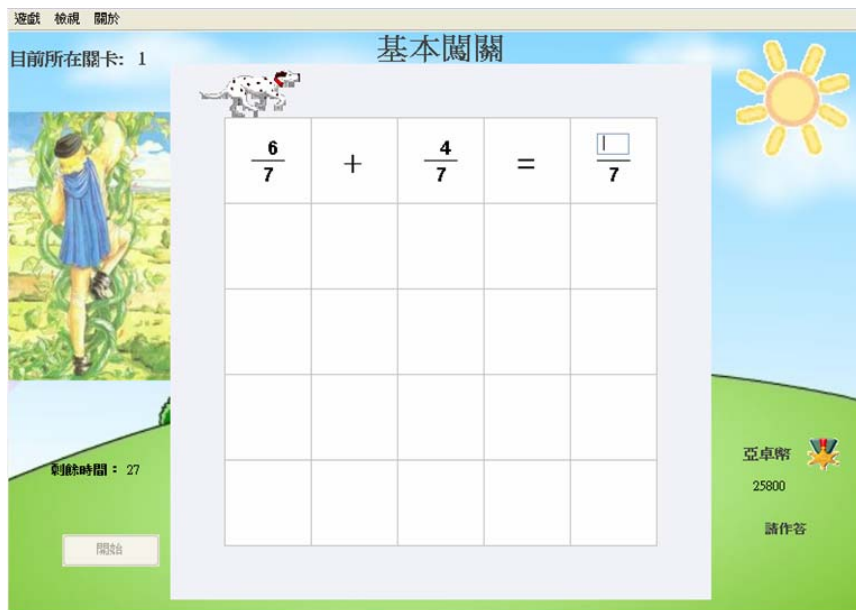 遊戲 檢視 關於
目前所在關卡: 1
基本闖關
6/7 + 4/7 = /7
剩餘時間： 27
開始
亞卓幣
25800
請作答